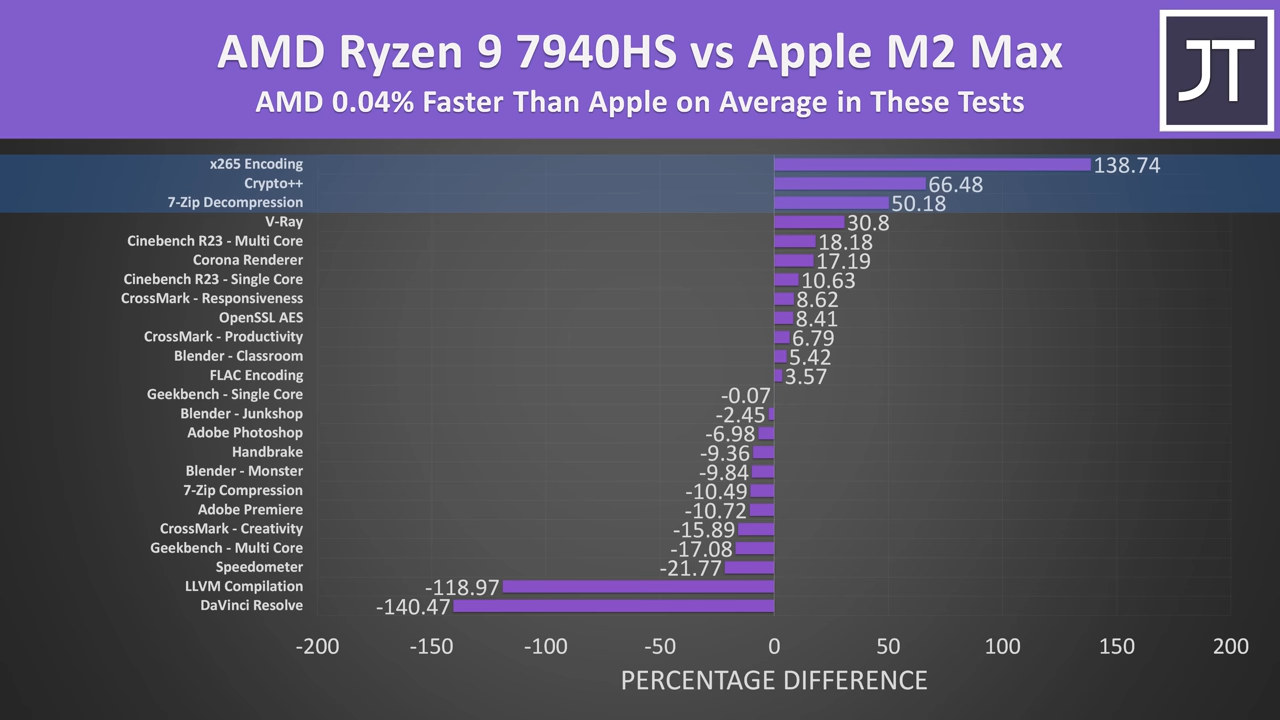 AMD Ryzen 9 7940HS vs Apple M2 Max
AMD 0.04% Faster Than Apple on Average in These Tests
JT
x265 Encoding 138.74
Crypto++ 66.48
7-Zip Decompression 50.18
V-Ray 30.8
Cinebench R23 - Multi Core 18.18
Corona Renderer 17.19
Cinebench R23 - Single Core 10.63
CrossMark - Responsiveness 8.62
OpenSSL AES 8.41
CrossMark - Productivity 6.79
Blender - Classroom 5.42
FLAC Encoding 3.57
Geekbench - Single Core -0.07
Blender - Junkshop -2.45
Adobe Photoshop -6.98
Handbrake -9.36
Blender - Monster -9.84
7-Zip Compression -10.49
Adobe Premiere -10.72
CrossMark - Creativity -15.89
Geekbench - Multi Core -17.08
Speedometer -21.77
LLVM Compilation -118.97
DaVinci Resolve -140.47
-200 -150 -100 -50 0 50 100 150 200
PERCENTAGE DIFFERENCE